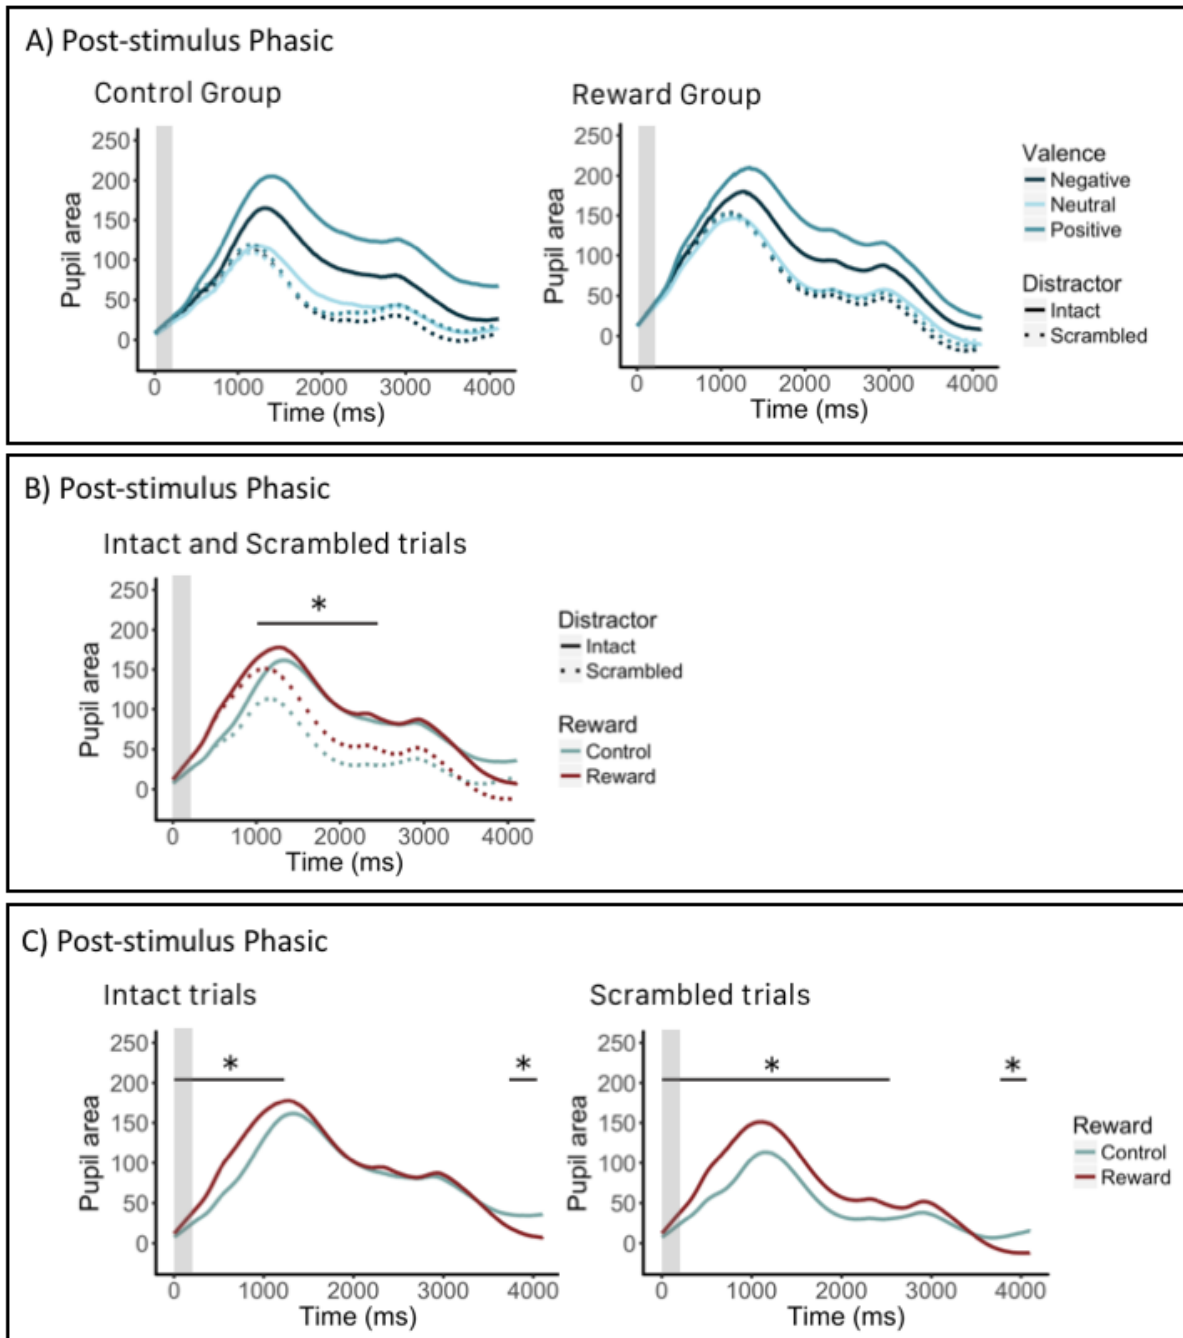 A) Post-stimulus Phasic
Control Group
Reward Group
250
200
150
100
50
0
Pupil area
0 1000 2000 3000 4000
Time (ms)
250
200
150
100
50
0
Pupil area
0 1000 2000 3000 4000
Time (ms)
Valence
Negative
Neutral
Positive
Distractor
Intact
Scrambled
B) Post-stimulus Phasic
Intact and Scrambled trials
*
250
200
150
100
50
0
Pupil area
0 1000 2000 3000 4000
Time (ms)
Distractor
Intact
Scrambled
Reward
Control
Reward
C) Post-stimulus Phasic
Intact trials
Scrambled trials
* *
250
200
150
100
50
0
Pupil area
0 1000 2000 3000 4000
Time (ms)
* *
250
200
150
100
50
0
Pupil area
0 1000 2000 3000 4000
Time (ms)
Reward
Control
Reward